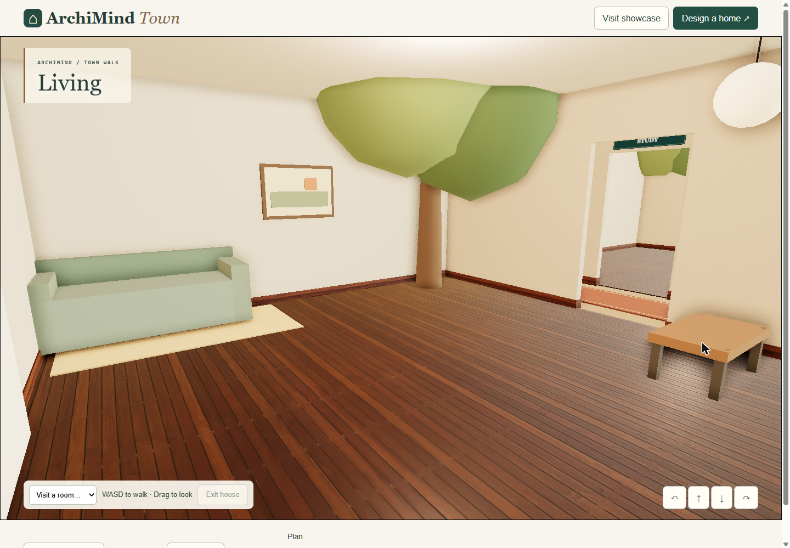 ArchiMind Town
Visit showcase
Design a home ↗
ARCHIMIND / TOWN WALK
Living
STUDY
Visit a room...
WASD to walk · Drag to look
Exit house
Plan